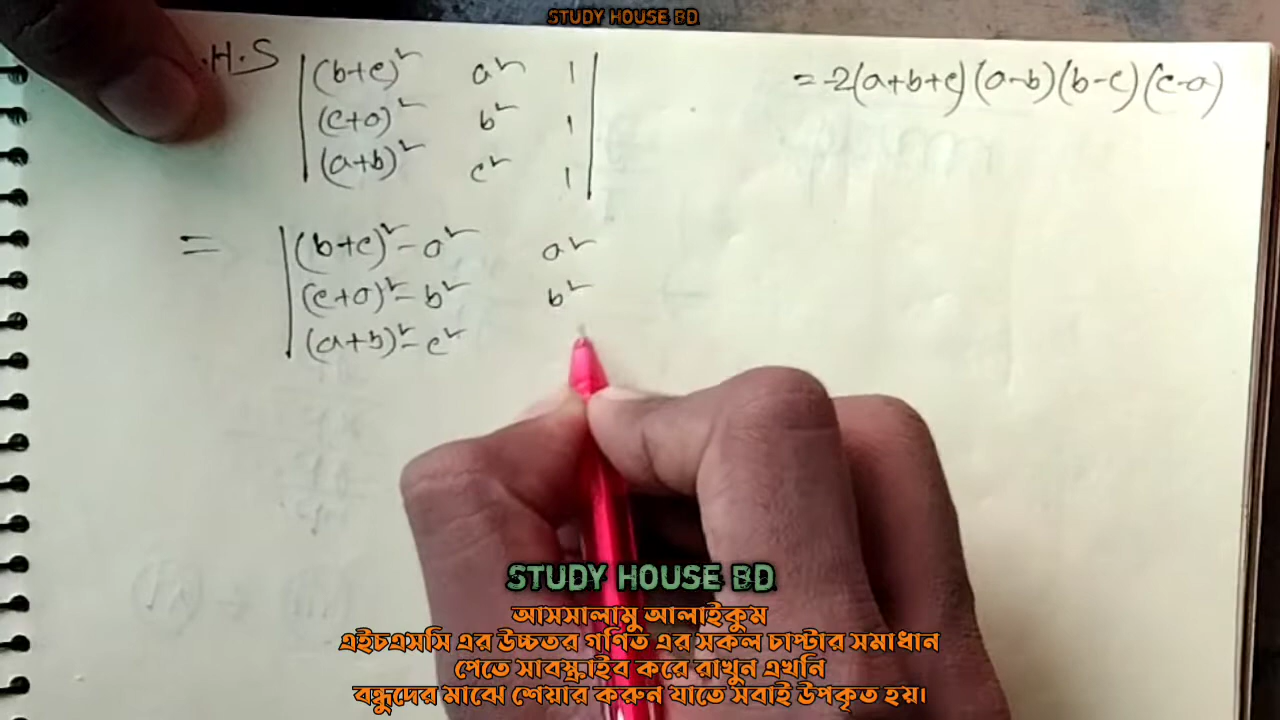 STUDY HOUSE BD
.H.S |(b+c)² a² 1| = -2(a+b+c)(a-b)(b-c)(c-a)
|(c+a)² b² 1|
|(a+b)² c² 1|
= |(b+c)² - a² a²
|(c+a)² - b² b²
|(a+b)² - c²
STUDY HOUSE BD
আসসালামু আলাইকুম
এইচএসসি এর উচ্চতর গণিত এর সকল চাপ্টার সমাধান
পেতে সাবস্ক্রাইব করে রাখুন এখনি
বন্ধুদের মাঝে শেয়ার করুন যাতে সবাই উপকৃত হয়।